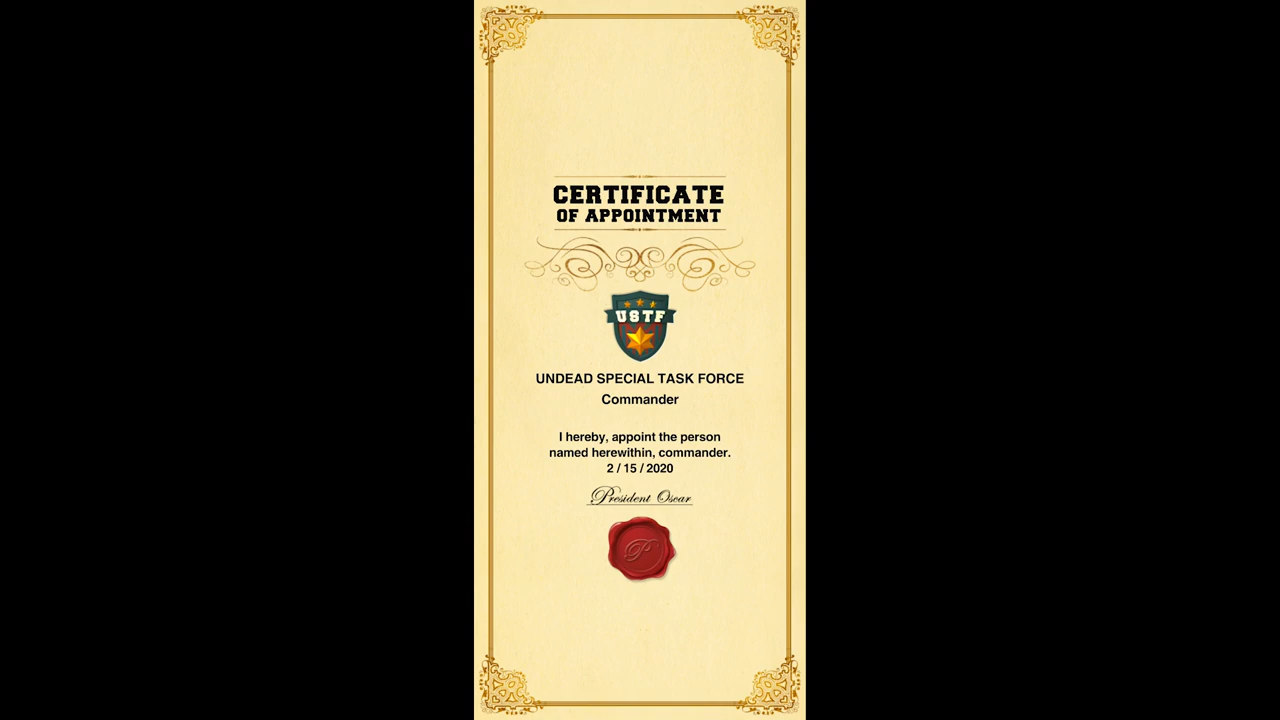 CERTIFICATE
OF APPOINTMENT
USTF
UNDEAD SPECIAL TASK FORCE
Commander
I hereby, appoint the person
named herewithin, commander.
2 / 15 / 2020
President Oscar
P